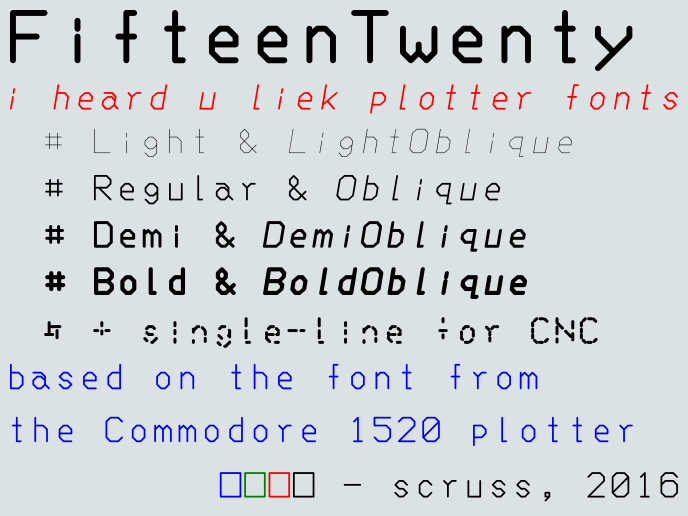 FifteenTwenty
i heard u liek plotter fonts
# Light & LightOblique
# Regular & Oblique
# Demi & DemiOblique
# Bold & BoldOblique
+ single-line for CNC
based on the font from
the Commodore 1520 plotter
□□□□ - scruss, 2016